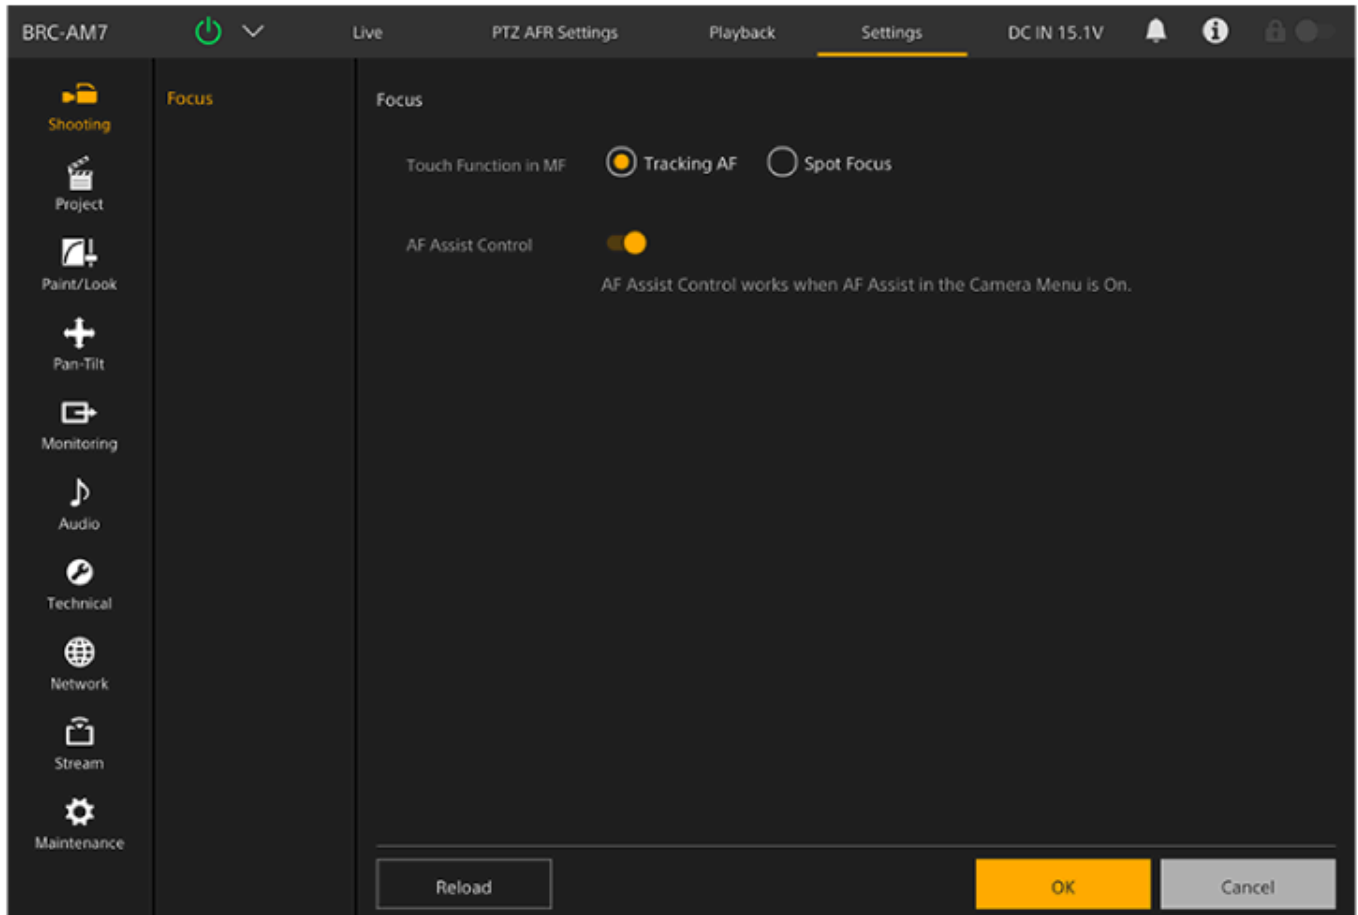 BRC-AM7 Live PTZ AFR Settings Playback Settings DC IN 15.1V
Shooting
Project
Paint/Look
Pan-Tilt
Monitoring
Audio
Technical
Network
Stream
Maintenance
Focus
Focus
Touch Function in MF Tracking AF Spot Focus
AF Assist Control
AF Assist Control works when AF Assist in the Camera Menu is On.
Reload OK Cancel